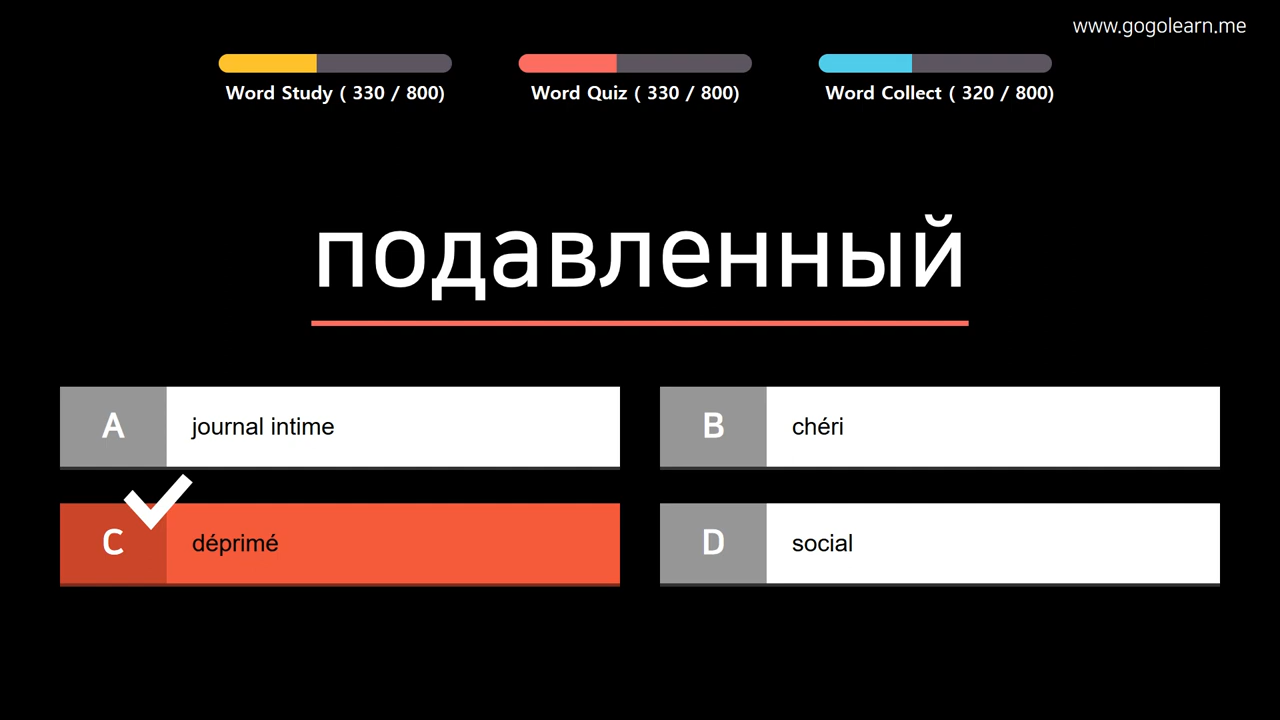 www.gogolearn.me
Word Study ( 330 / 800)
Word Quiz ( 330 / 800)
Word Collect ( 320 / 800)
подавленный
A journal intime
B chéri
C déprimé
D social